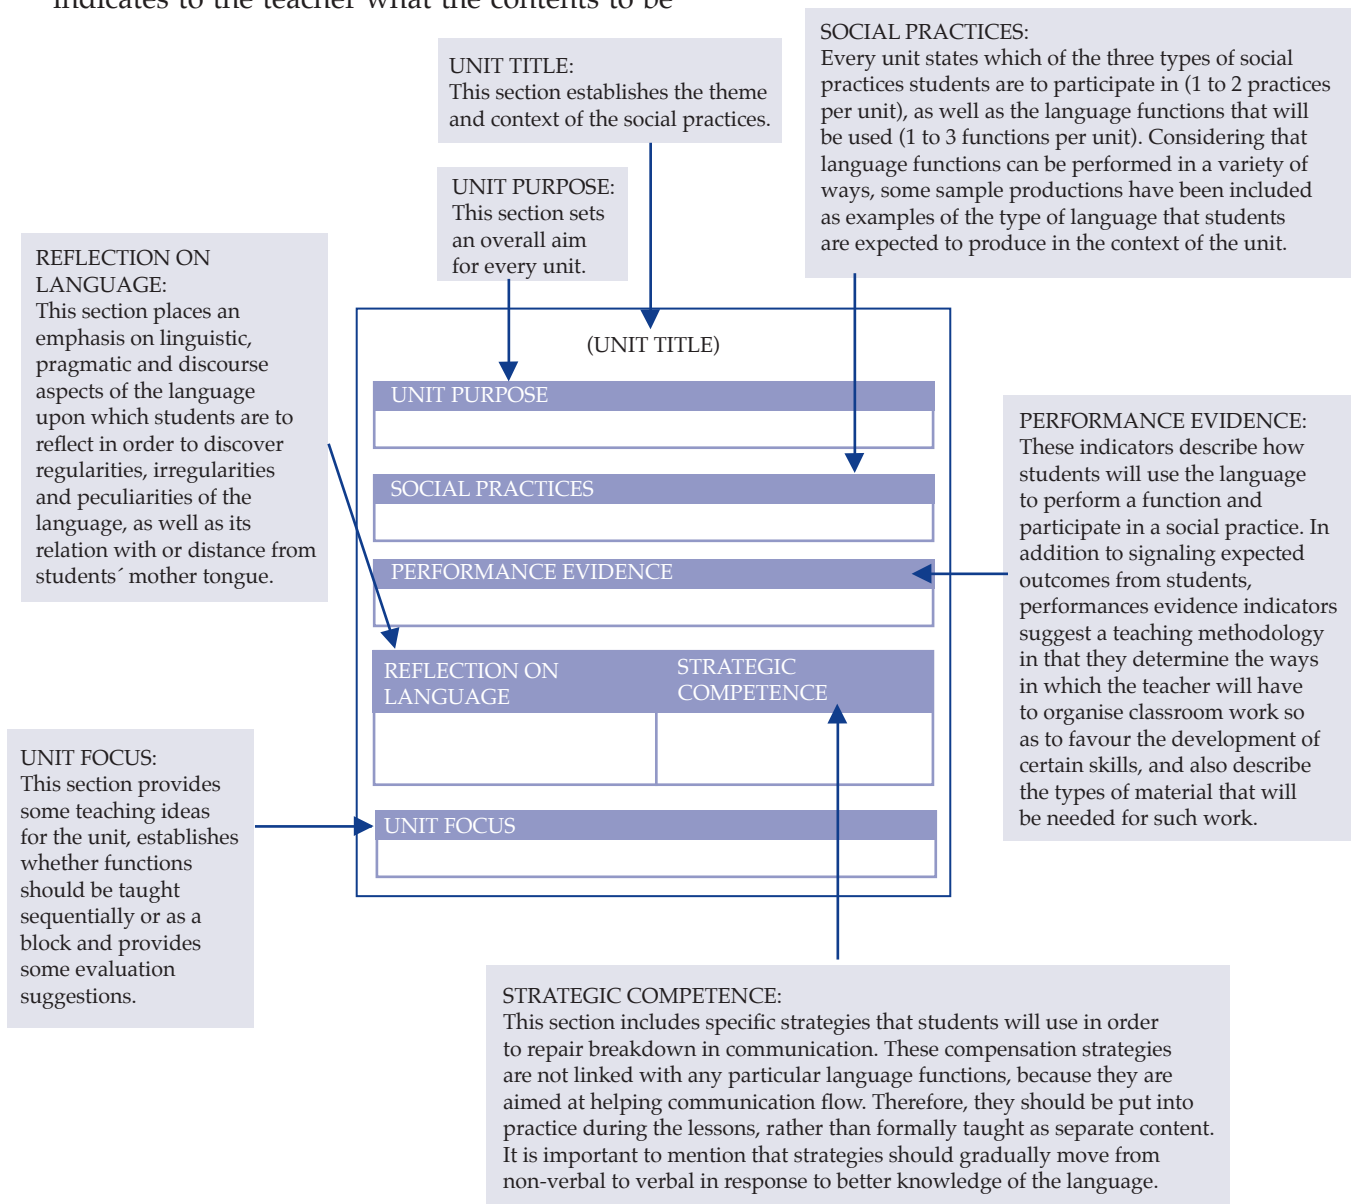 indicates to the teacher what the contents to be
SOCIAL PRACTICES:
Every unit states which of the three types of social
practices students are to participate in (1 to 2 practices
per unit), as well as the language functions that will
be used (1 to 3 functions per unit). Considering that
language functions can be performed in a variety of
ways, some sample productions have been included
as examples of the type of language that students
are expected to produce in the context of the unit.
UNIT TITLE:
This section establishes the theme
and context of the social practices.
UNIT PURPOSE:
This section sets
an overall aim
for every unit.
REFLECTION ON
LANGUAGE:
This section places an
emphasis on linguistic,
pragmatic and discourse
aspects of the language
upon which students are to
reflect in order to discover
regularities, irregularities
and peculiarities of the
language, as well as its
relation with or distance from
students´ mother tongue.
(UNIT TITLE)
UNIT PURPOSE
SOCIAL PRACTICES
PERFORMANCE EVIDENCE
REFLECTION ON
LANGUAGE
STRATEGIC
COMPETENCE
UNIT FOCUS
PERFORMANCE EVIDENCE:
These indicators describe how
students will use the language
to perform a function and
participate in a social practice. In
addition to signaling expected
outcomes from students,
performances evidence indicators
suggest a teaching methodology
in that they determine the ways
in which the teacher will have
to organise classroom work so
as to favour the development of
certain skills, and also describe
the types of material that will
be needed for such work.
UNIT FOCUS:
This section provides
some teaching ideas
for the unit, establishes
whether functions
should be taught
sequentially or as a
block and provides
some evaluation
suggestions.
STRATEGIC COMPETENCE:
This section includes specific strategies that students will use in order
to repair breakdown in communication. These compensation strategies
are not linked with any particular language functions, because they are
aimed at helping communication flow. Therefore, they should be put into
practice during the lessons, rather than formally taught as separate content.
It is important to mention that strategies should gradually move from
non-verbal to verbal in response to better knowledge of the language.